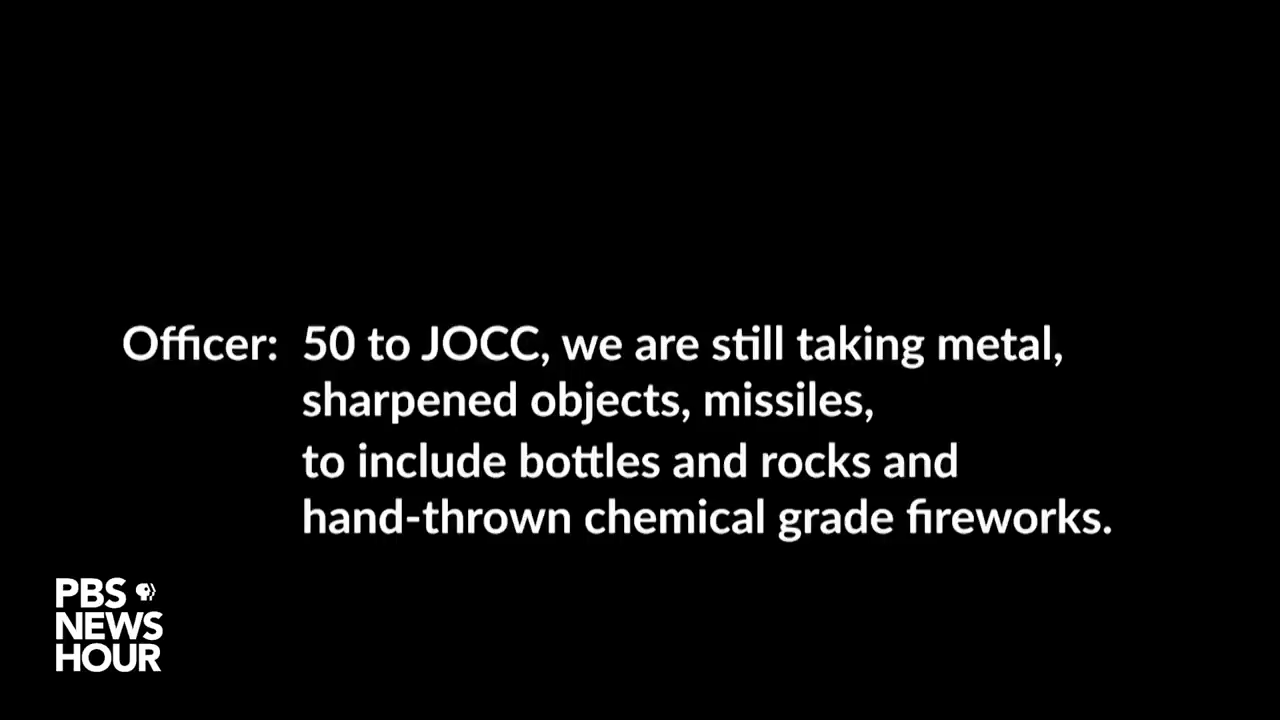 Officer: 50 to JOCC, we are still taking metal,
sharpened objects, missiles,
to include bottles and rocks and
hand-thrown chemical grade fireworks.
PBS
NEWS
HOUR